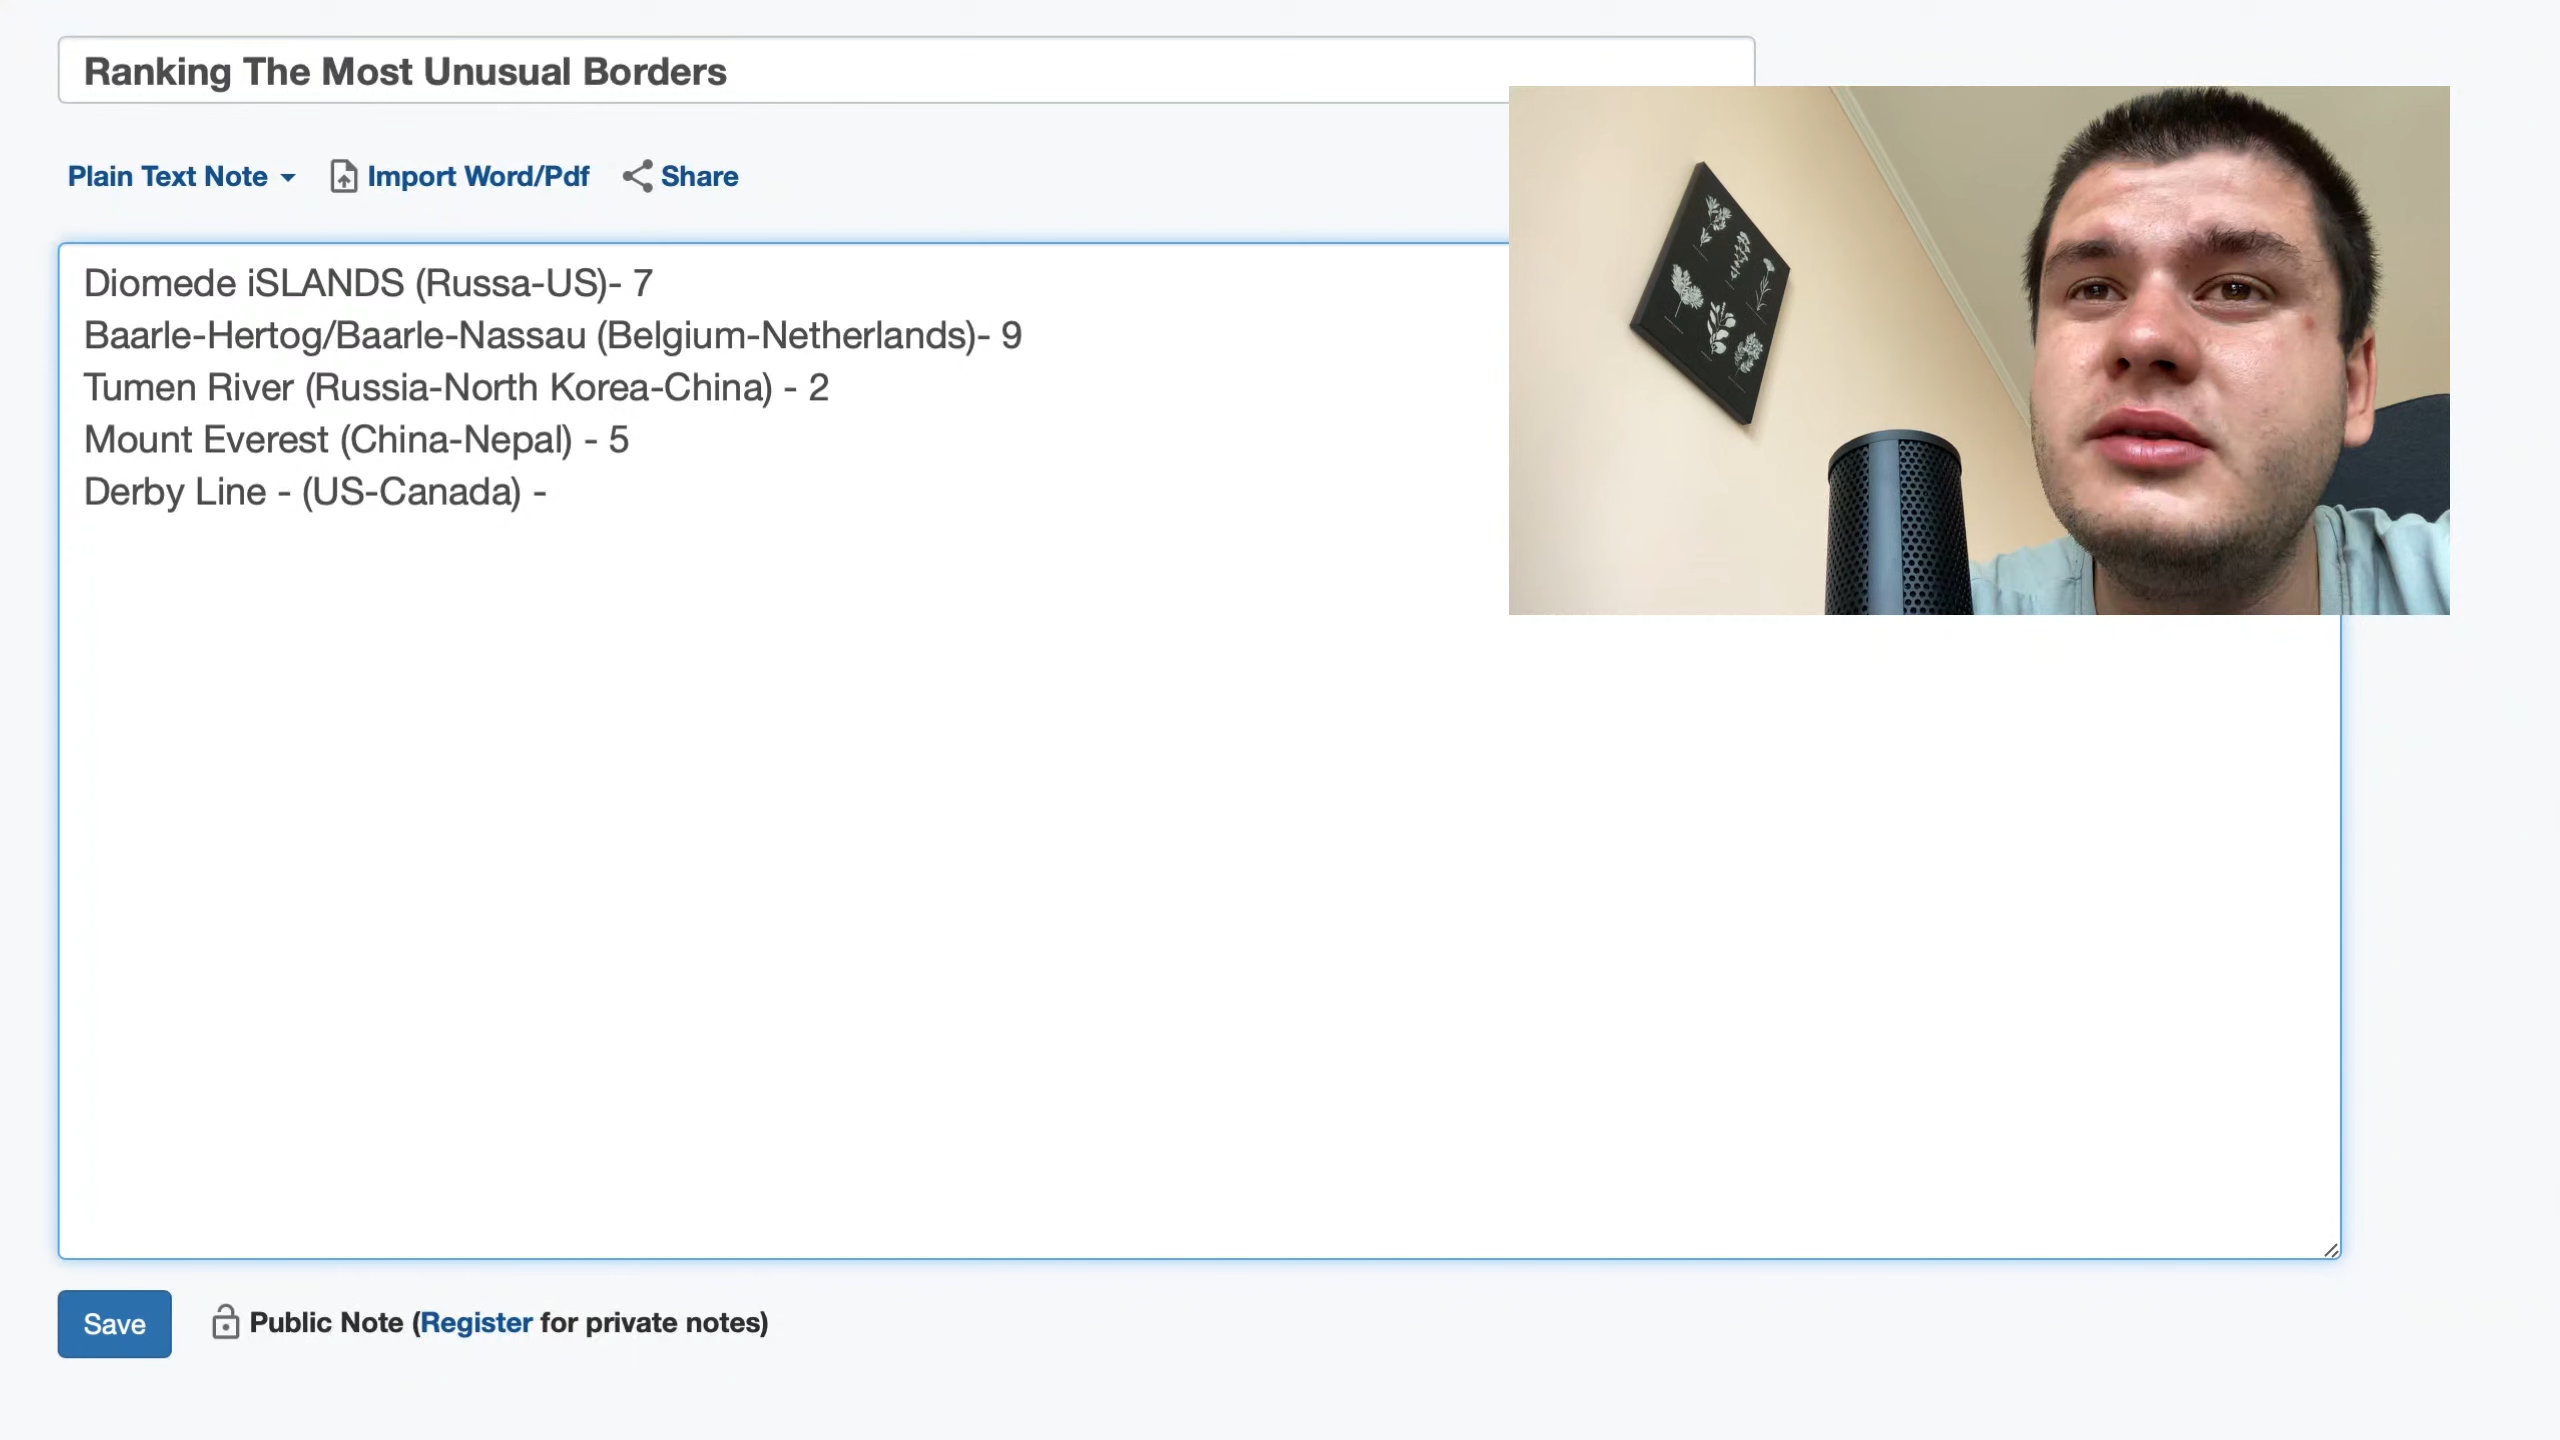 Ranking The Most Unusual Borders
Plain Text Note Import Word/Pdf Share
Diomede iSLANDS (Russa-US)- 7
Baarle-Hertog/Baarle-Nassau (Belgium-Netherlands)- 9
Tumen River (Russia-North Korea-China) - 2
Mount Everest (China-Nepal) - 5
Derby Line - (US-Canada) -
Save Public Note (Register for private notes)